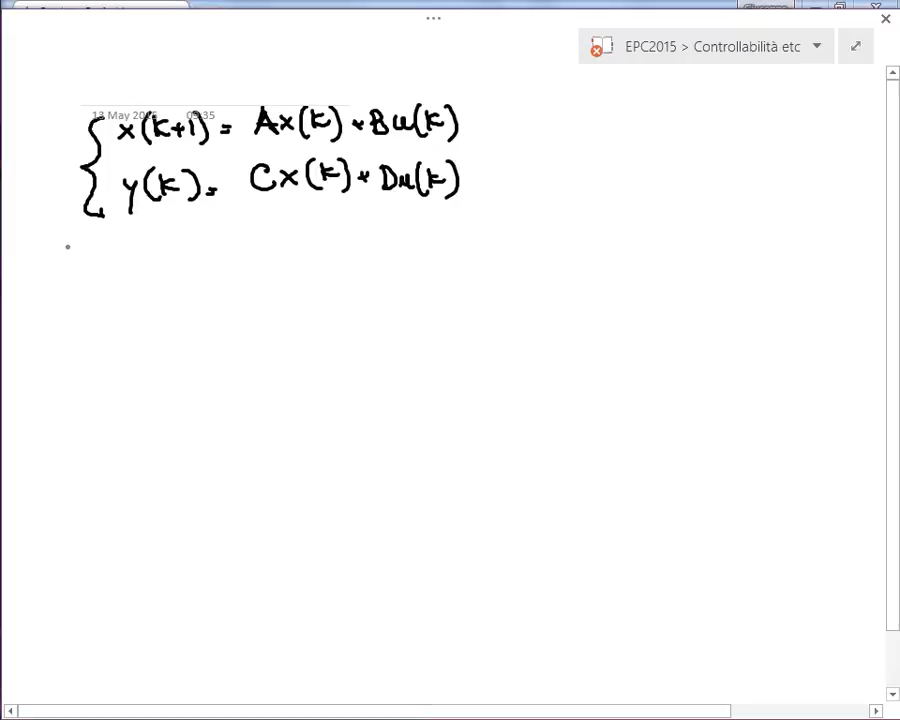 EPC2015 > Controllabilità etc
x(k+1) = Ax(k) + Bu(k)
y(k) = Cx(k) + Du(k)